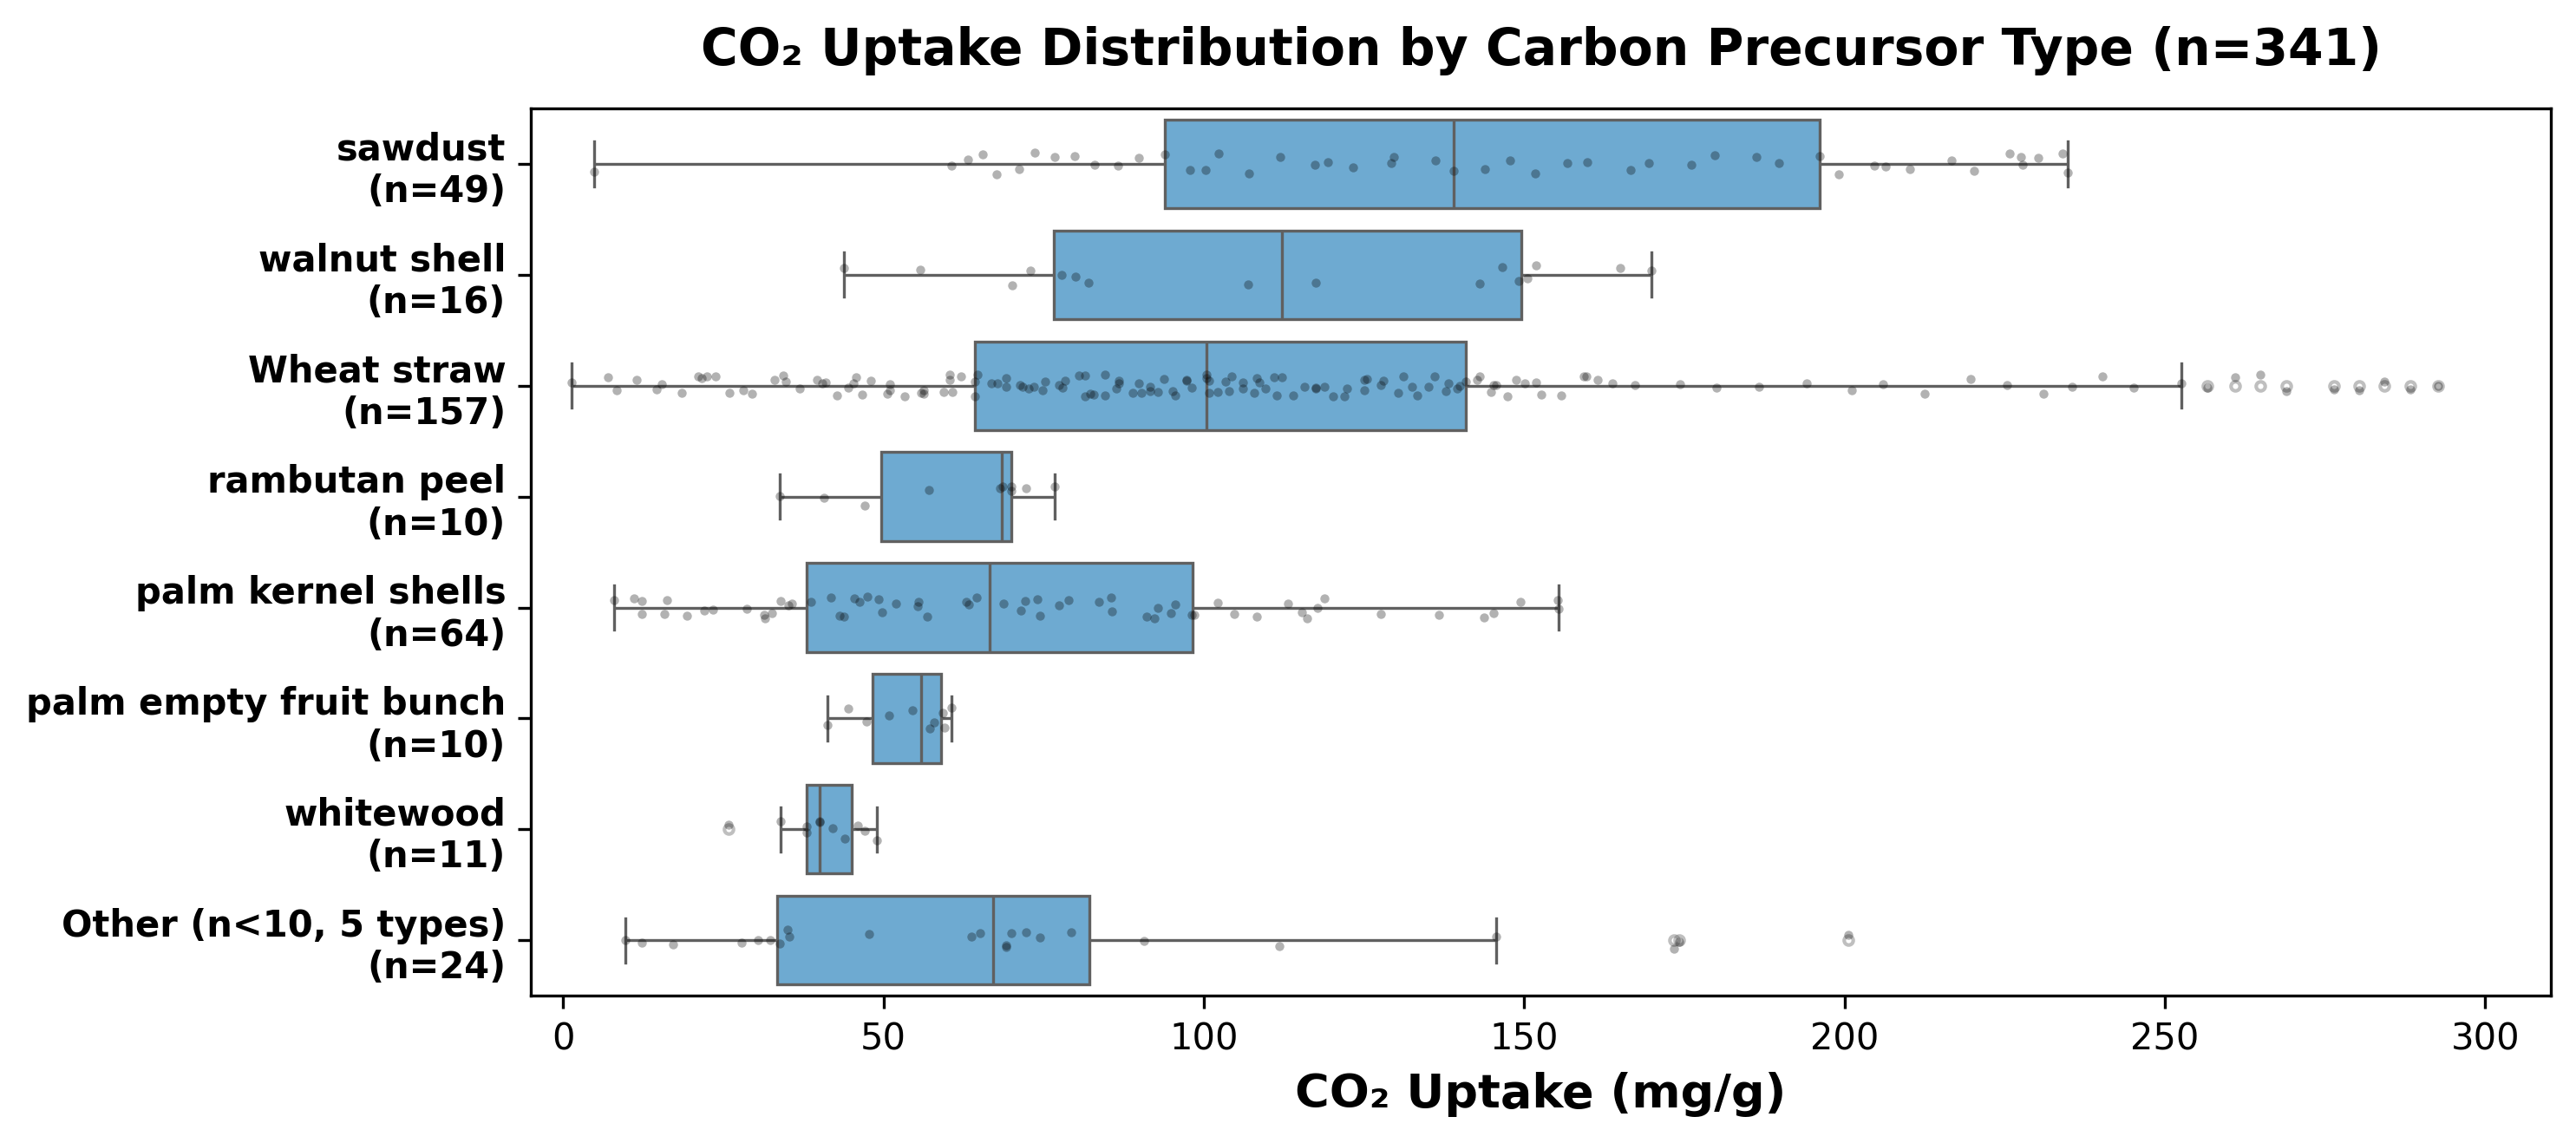 CO₂ Uptake Distribution by Carbon Precursor Type (n=341)
sawdust
(n=49)
walnut shell
(n=16)
Wheat straw
(n=157)
rambutan peel
(n=10)
palm kernel shells
(n=64)
palm empty fruit bunch
(n=10)
whitewood
(n=11)
Other (n<10, 5 types)
(n=24)
0 50 100 150 200 250 300
CO₂ Uptake (mg/g)